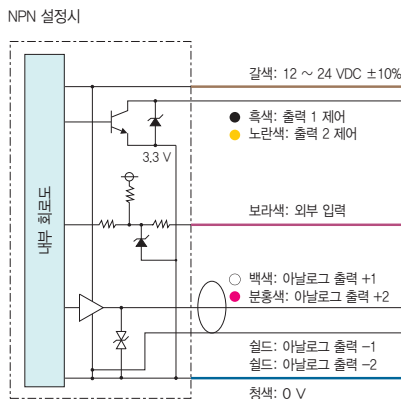 NPN 설정시
갈색: 12 ~ 24 VDC ±10%
흑색: 출력 1 제어
노란색: 출력 2 제어
3.3 V
내부 회로도
보라색: 외부 입력
백색: 아날로그 출력 +1
분홍색: 아날로그 출력 +2
쉴드: 아날로그 출력 −1
쉴드: 아날로그 출력 −2
청색: 0 V